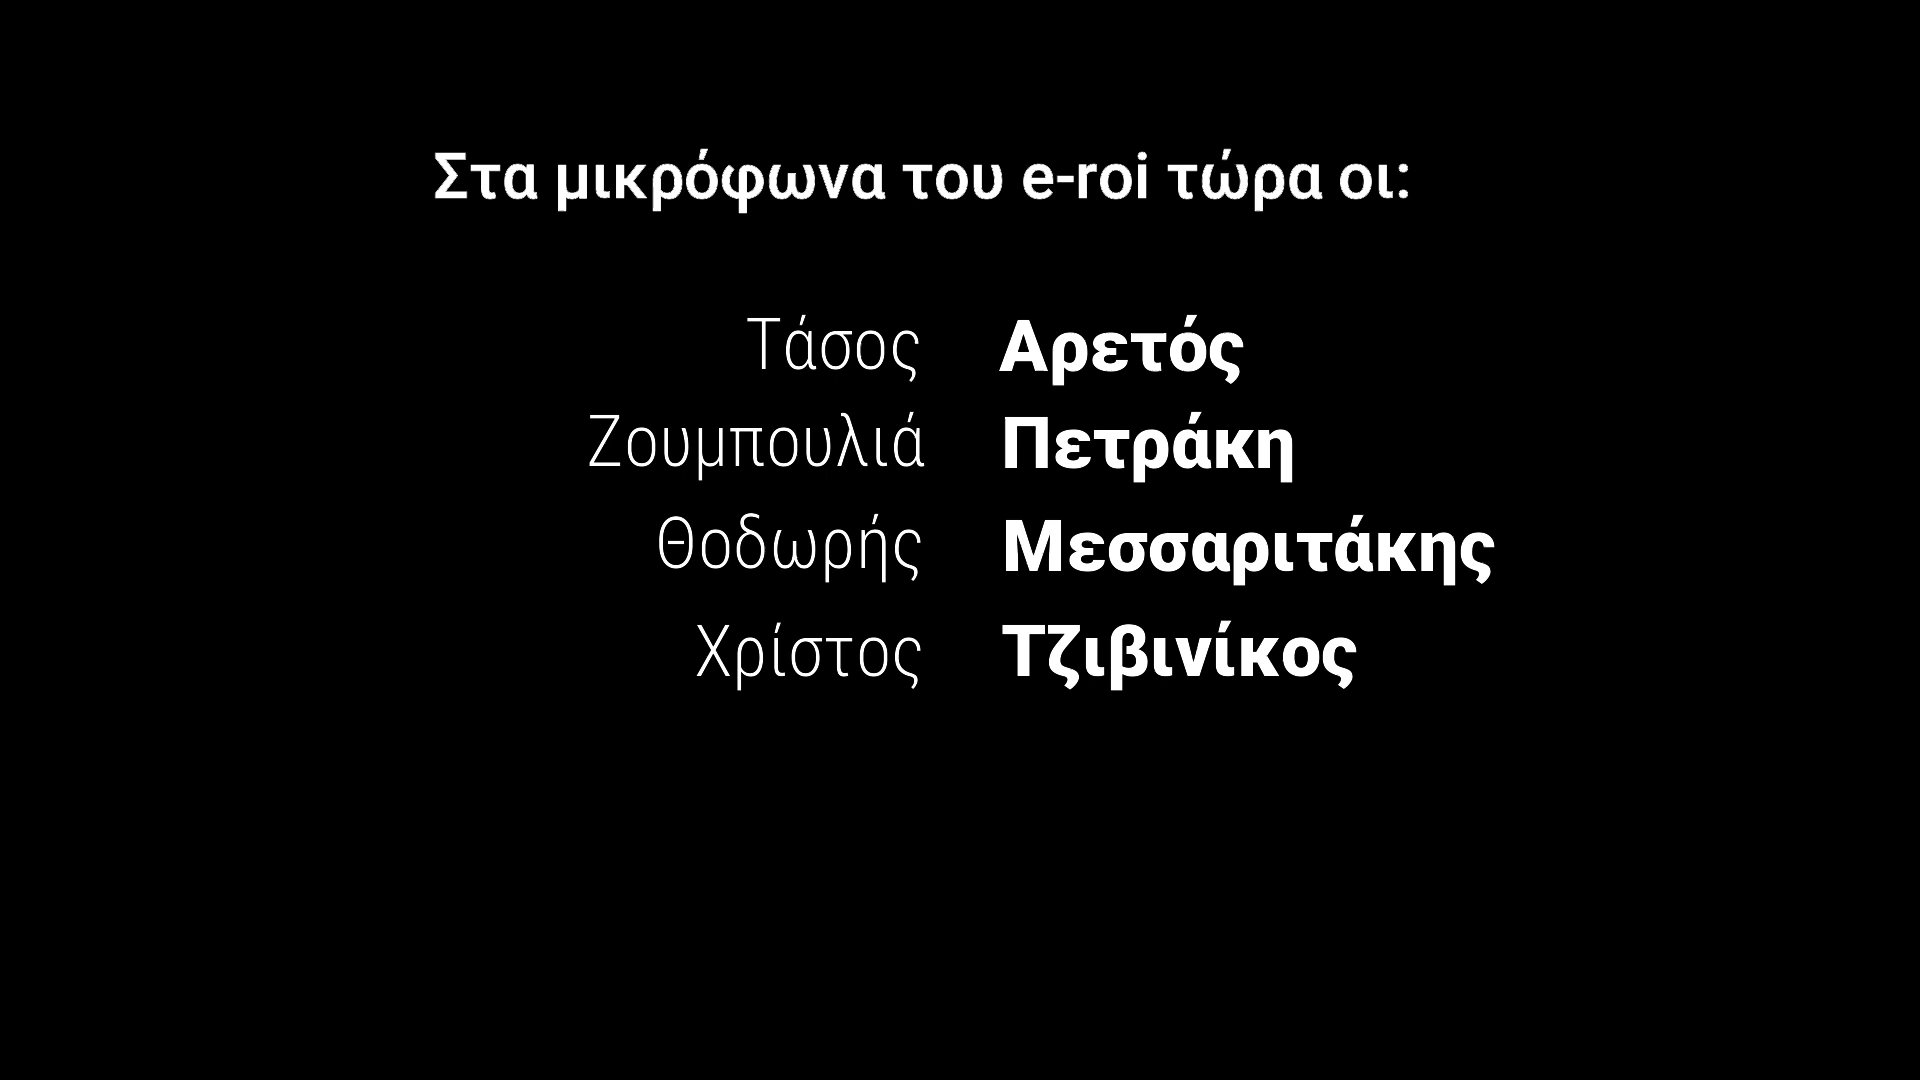 Στα μικρόφωνα του e-roi τώρα οι:
Τάσος Αρετός
Ζουμπουλιά Πετράκη
Θοδωρής Μεσσαριτάκης
Χρίστος Τζιβινίκος